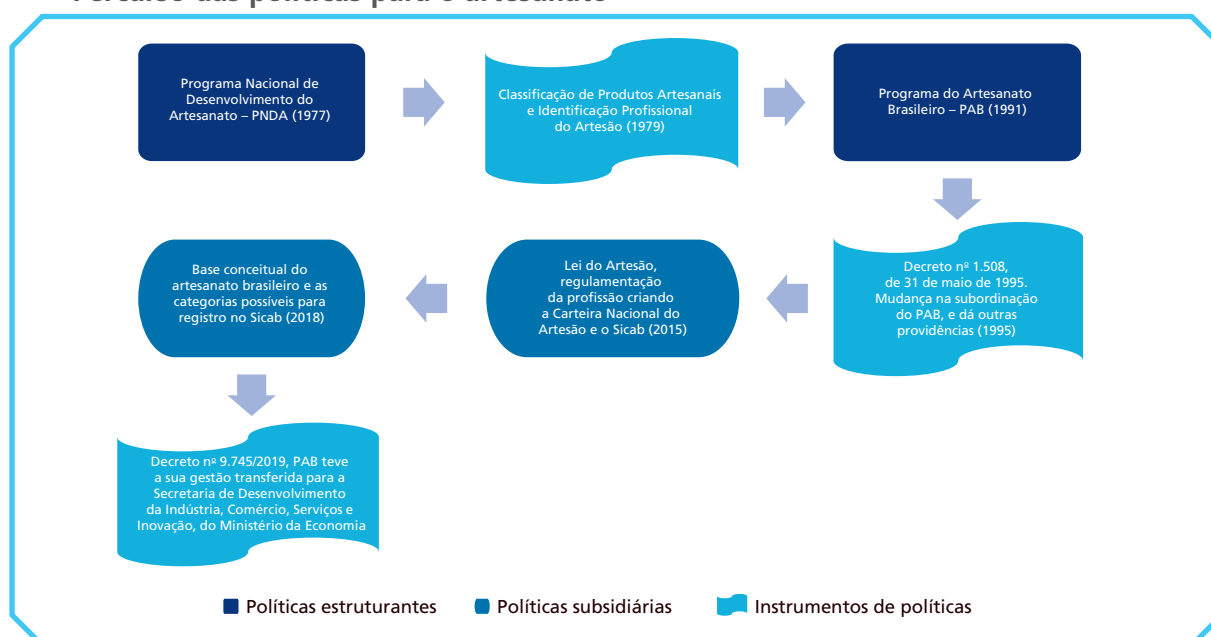 Percurso das políticas para o artesanato
Programa Nacional de
Desenvolvimento do
Artesanato – PNDA (1977)
Classificação de Produtos Artesanais
e Identificação Profissional
do Artesão (1979)
Programa do Artesanato
Brasileiro – PAB (1991)
Decreto nº 1.508,
de 31 de maio de 1995.
Mudança na subordinação
do PAB, e dá outras
providências (1995)
Lei do Artesão,
regulamentação
da profissão criando
a Carteira Nacional do
Artesão e o Sicab (2015)
Base conceitual do
artesanato brasileiro e as
categorias possíveis para
registro no Sicab (2018)
Decreto nº 9.745/2019, PAB teve
a sua gestão transferida para a
Secretaria de Desenvolvimento
da Indústria, Comércio, Serviços e
Inovação, do Ministério da Economia
Políticas estruturantes
Políticas subsidiárias
Instrumentos de políticas